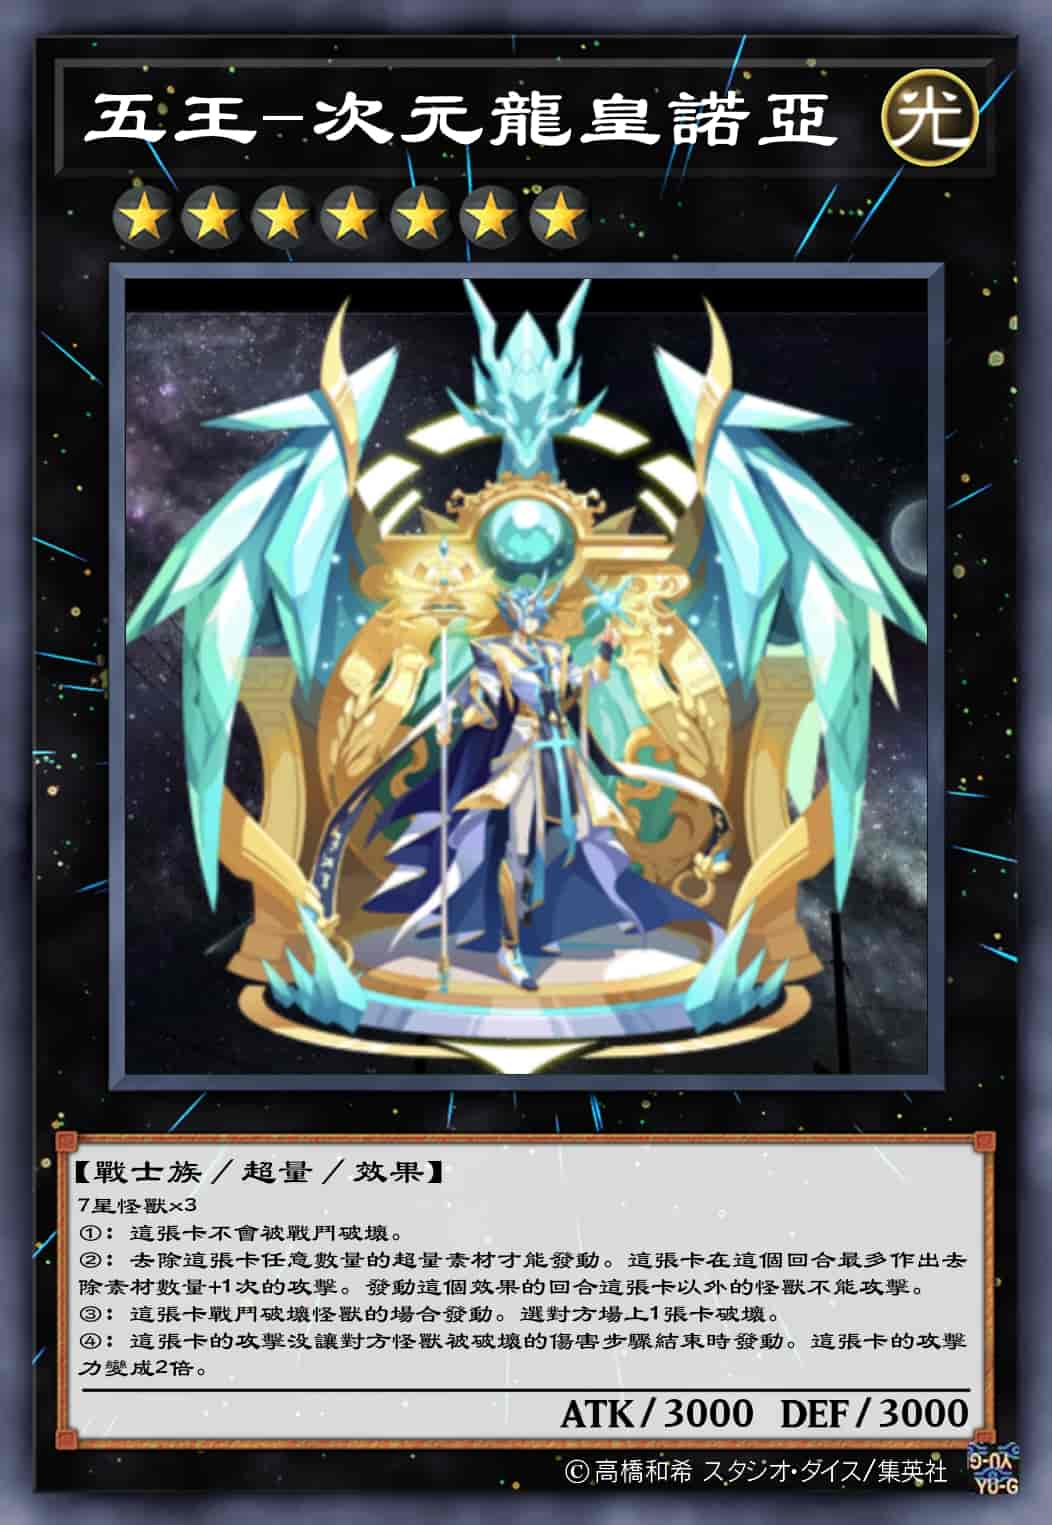 五王-次元龍皇諾亞
光
【戰士族／超量／效果】
7星怪獸x3
①：這張卡不會被戰鬥破壞。
②：去除這張卡任意數量的超量素材才能發動。這張卡在這個回合最多作出去
除素材數量+1次的攻擊。發動這個效果的回合這張卡以外的怪獸不能攻擊。
③：這張卡戰鬥破壞怪獸的場合發動。選對方場上1張卡破壞。
④：這張卡的攻擊没讓對方怪獸被破壞的傷害步驟結束時發動。這張卡的攻擊
力變成2倍。
ATK/3000 DEF/3000
©高橋和希 スタジオ・ダイス/集英社
YU-G
YU-G